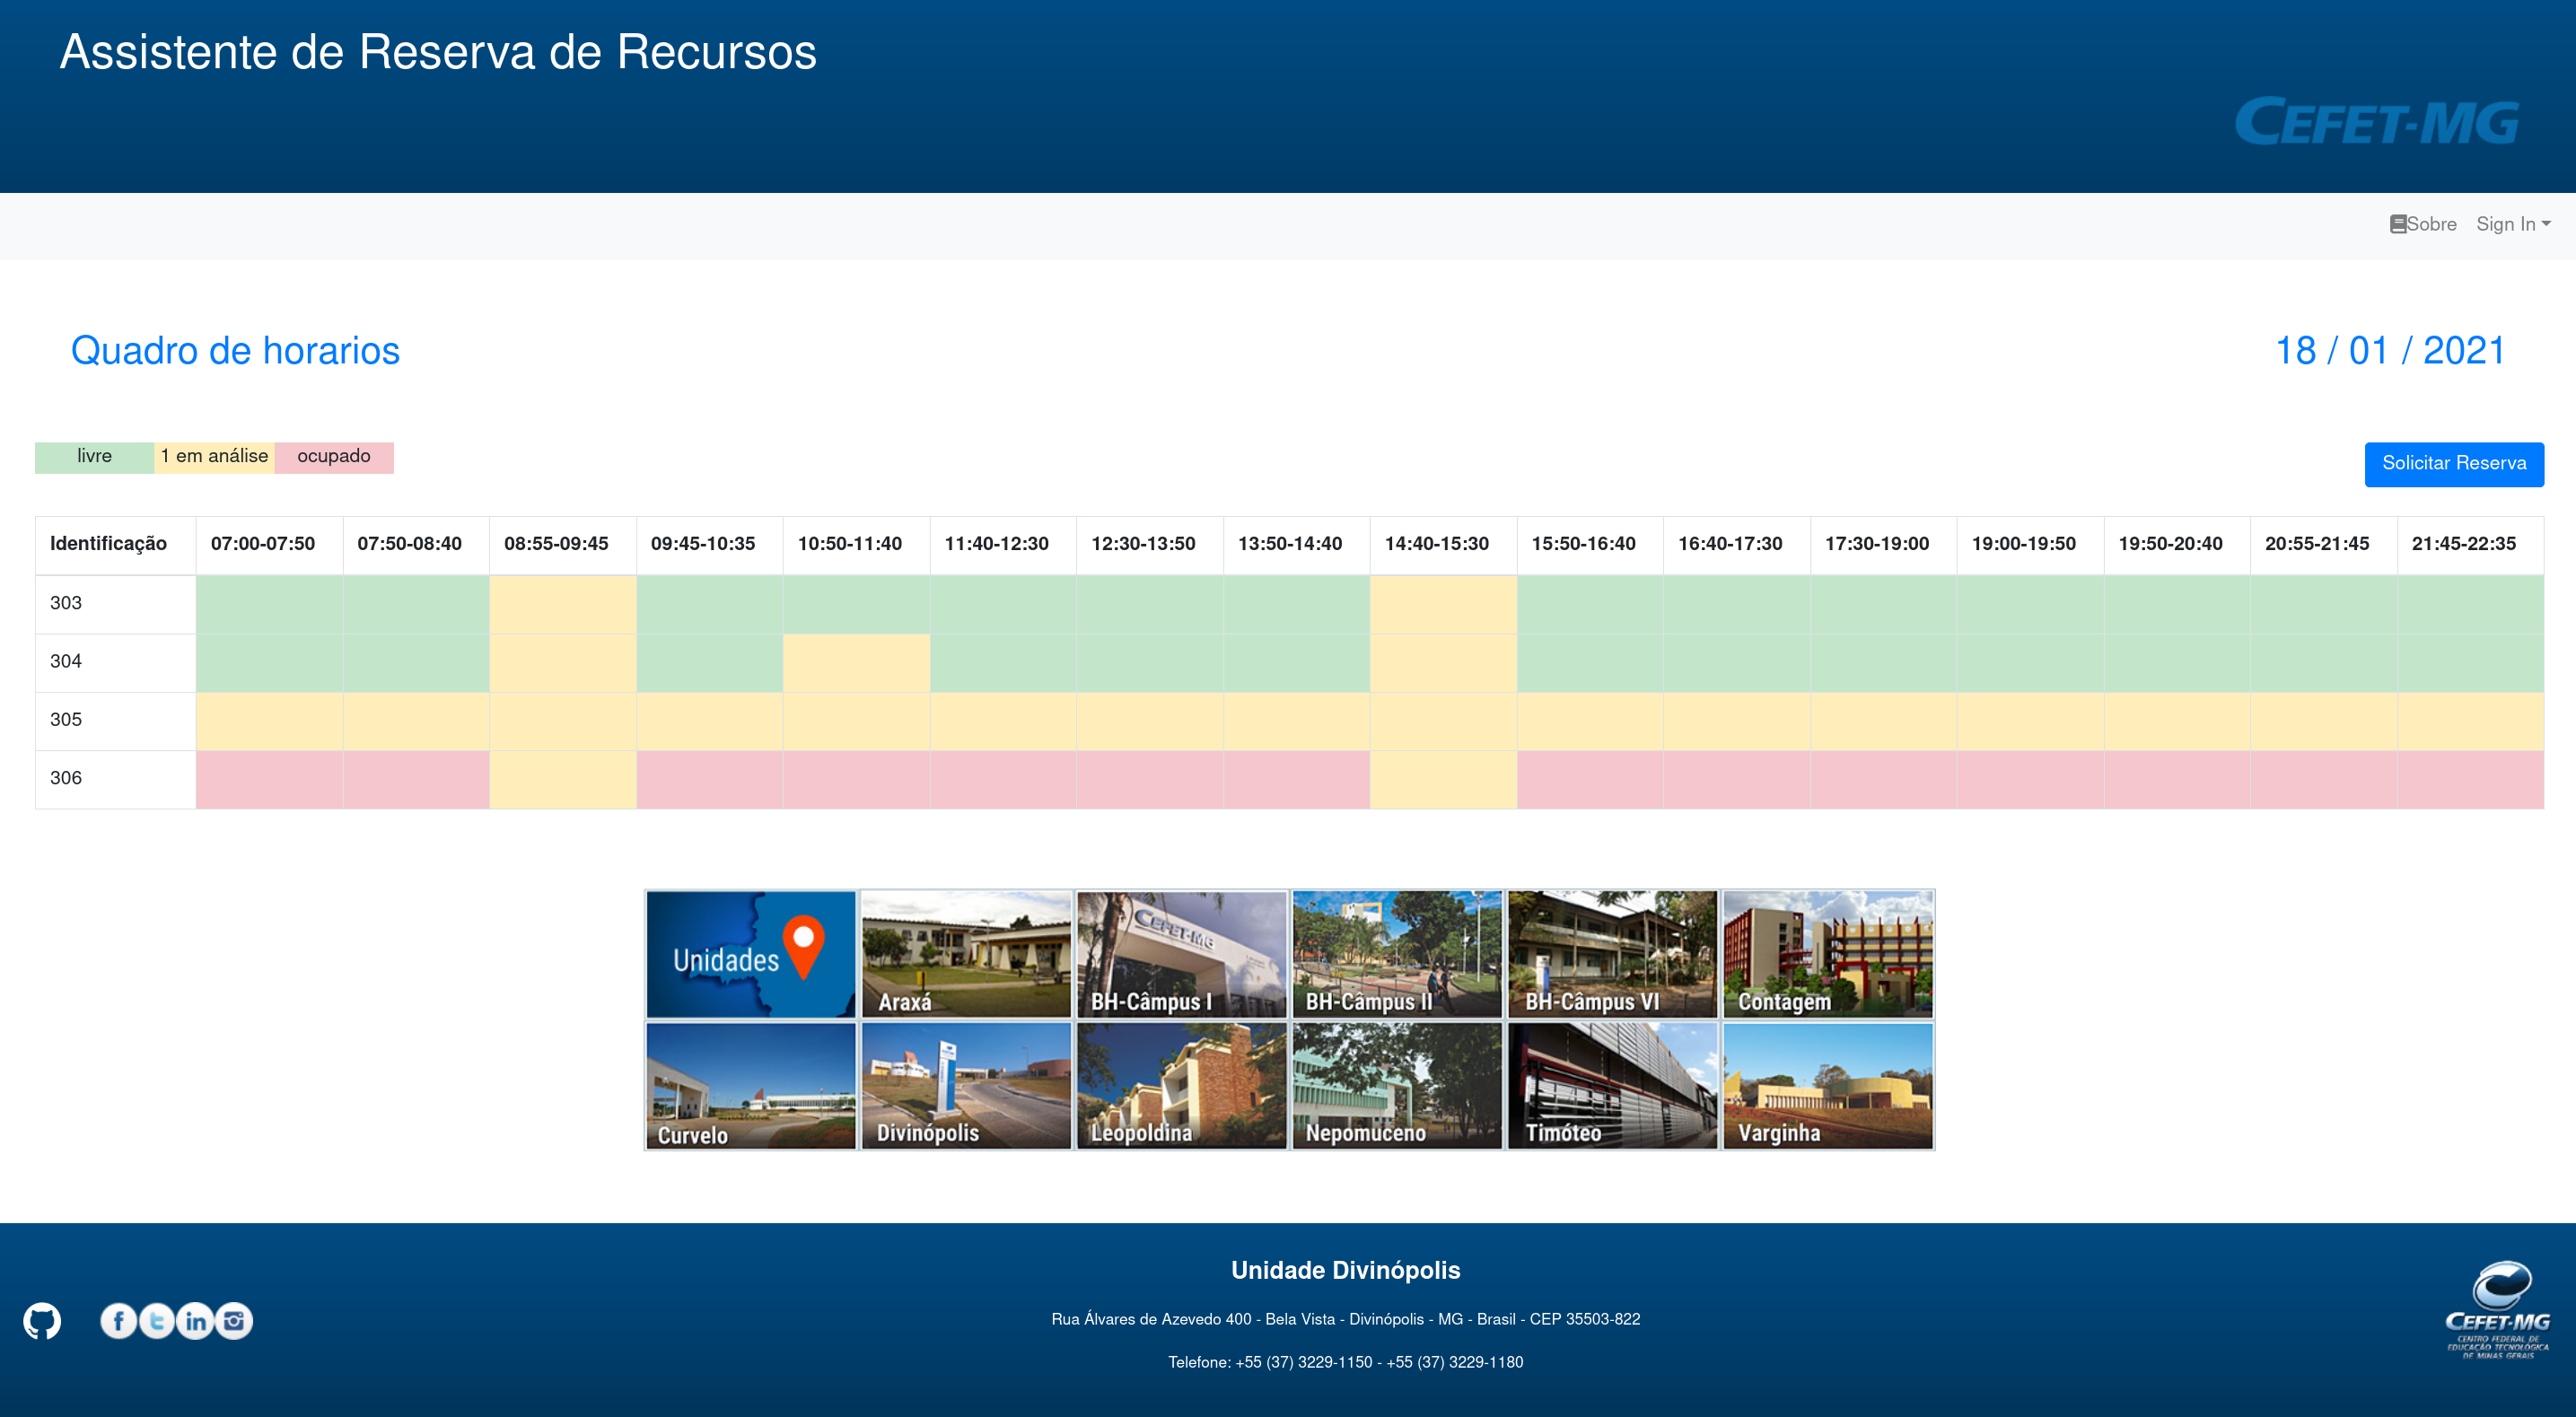 Assistente de Reserva de Recursos
CEFET-MG
Sobre Sign In
Quadro de horarios 18 / 01 / 2021
livre 1 em análise ocupado Solicitar Reserva
Identificação 07:00-07:50 07:50-08:40 08:55-09:45 09:45-10:35 10:50-11:40 11:40-12:30 12:30-13:50 13:50-14:40 14:40-15:30 15:50-16:40 16:40-17:30 17:30-19:00 19:00-19:50 19:50-20:40 20:55-21:45 21:45-22:35
303
304
305
306
CEFET-MG
Unidades Araxá BH-Câmpus I BH-Câmpus II BH-Câmpus VI Contagem
Curvelo Divinópolis Leopoldina Nepomuceno Timóteo Varginha
Unidade Divinópolis
Rua Álvares de Azevedo 400 - Bela Vista - Divinópolis - MG - Brasil - CEP 35503-822
Telefone: +55 (37) 3229-1150 - +55 (37) 3229-1180
CEFET-MG
CENTRO FEDERAL DE
EDUCAÇÃO TECNOLÓGICA
DE MINAS GERAIS